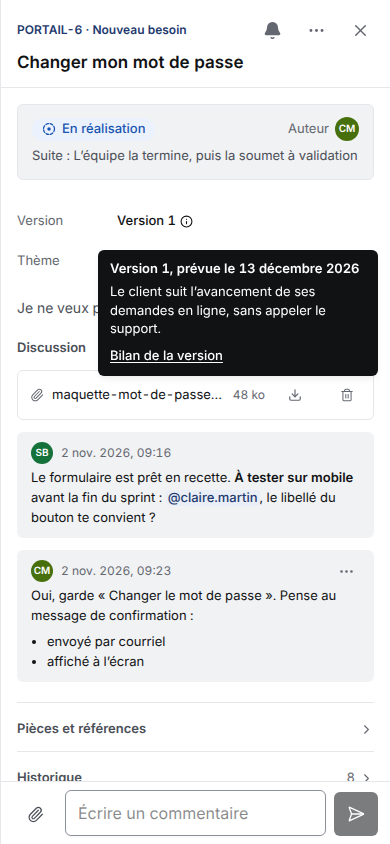 PORTAIL-6 · Nouveau besoin
Changer mon mot de passe
En réalisation
Auteur CM
Suite : L’équipe la termine, puis la soumet à validation
Version Version 1
Thème
Version 1, prévue le 13 décembre 2026
Le client suit l’avancement de ses
demandes en ligne, sans appeler le
support.
Bilan de la version
Je ne veux
Discussion
maquette-mot-de-passe... 48 ko
SB 2 nov. 2026, 09:16
Le formulaire est prêt en recette. À tester sur mobile
avant la fin du sprint : @claire.martin, le libellé du
bouton te convient ?
CM 2 nov. 2026, 09:23
Oui, garde « Changer le mot de passe ». Pense au
message de confirmation :
• envoyé par courriel
• affiché à l’écran
Pièces et références
Historique 8
Écrire un commentaire